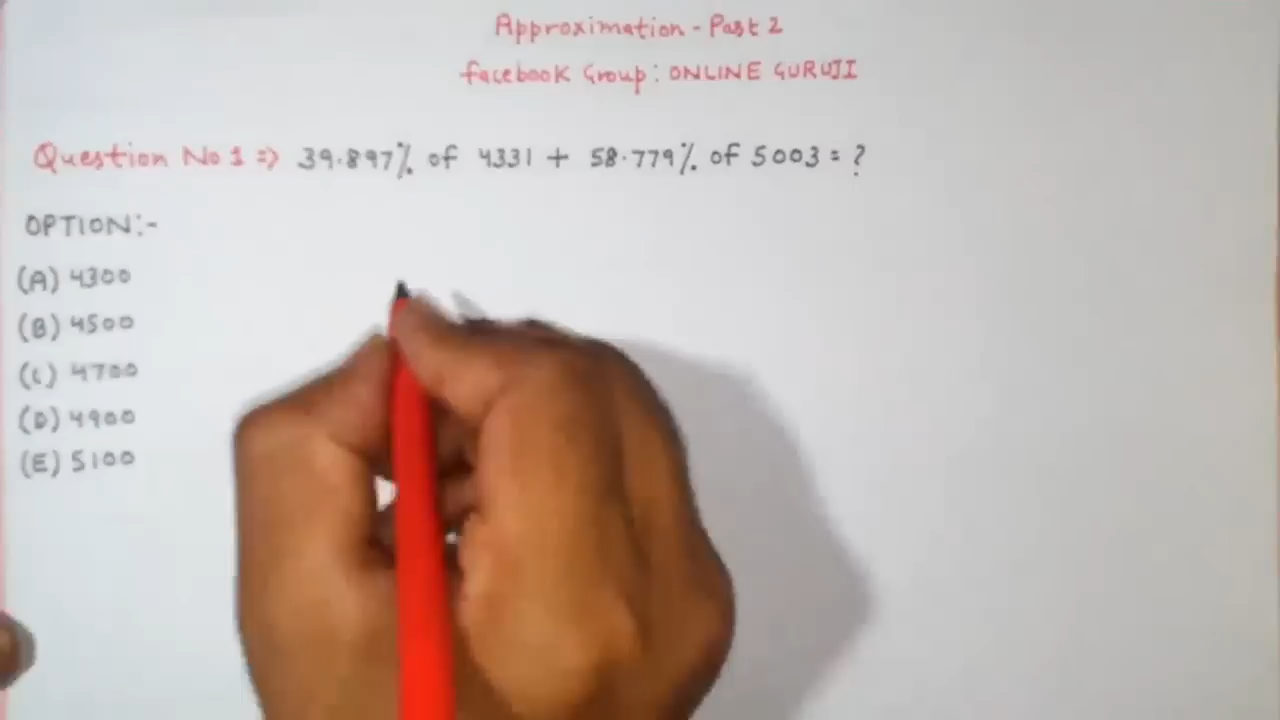 Approximation - Part 2
facebook Group: ONLINE GURUJI
Question No 1 => 39.897% of 4331 + 58.779% of 5003 = ?
OPTION:-
(A) 4300
(B) 4500
(C) 4700
(D) 4900
(E) 5100